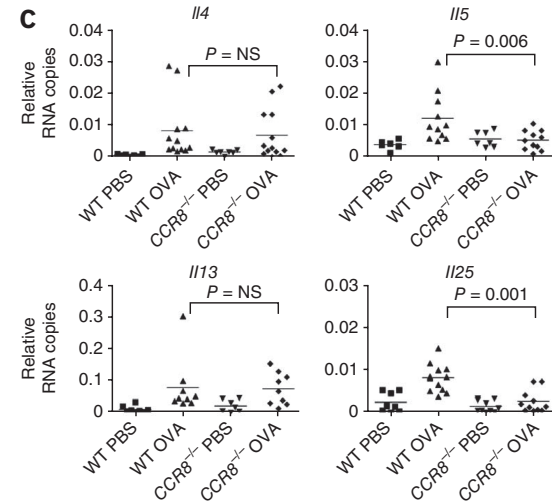 C
Il4
Relative
RNA copies
0.04
0.03
0.02
0.01
0
P = NS
WT PBS
WT OVA
CCR8–/– PBS
CCR8–/– OVA
Il5
0.04
0.03
0.02
0.01
0
P = 0.006
WT PBS
WT OVA
CCR8–/– PBS
CCR8–/– OVA
Il13
Relative
RNA copies
0.4
0.3
0.2
0.1
0
P = NS
WT PBS
WT OVA
CCR8–/– PBS
CCR8–/– OVA
Il25
0.03
0.02
0.01
0
P = 0.001
WT PBS
WT OVA
CCR8–/– PBS
CCR8–/– OVA